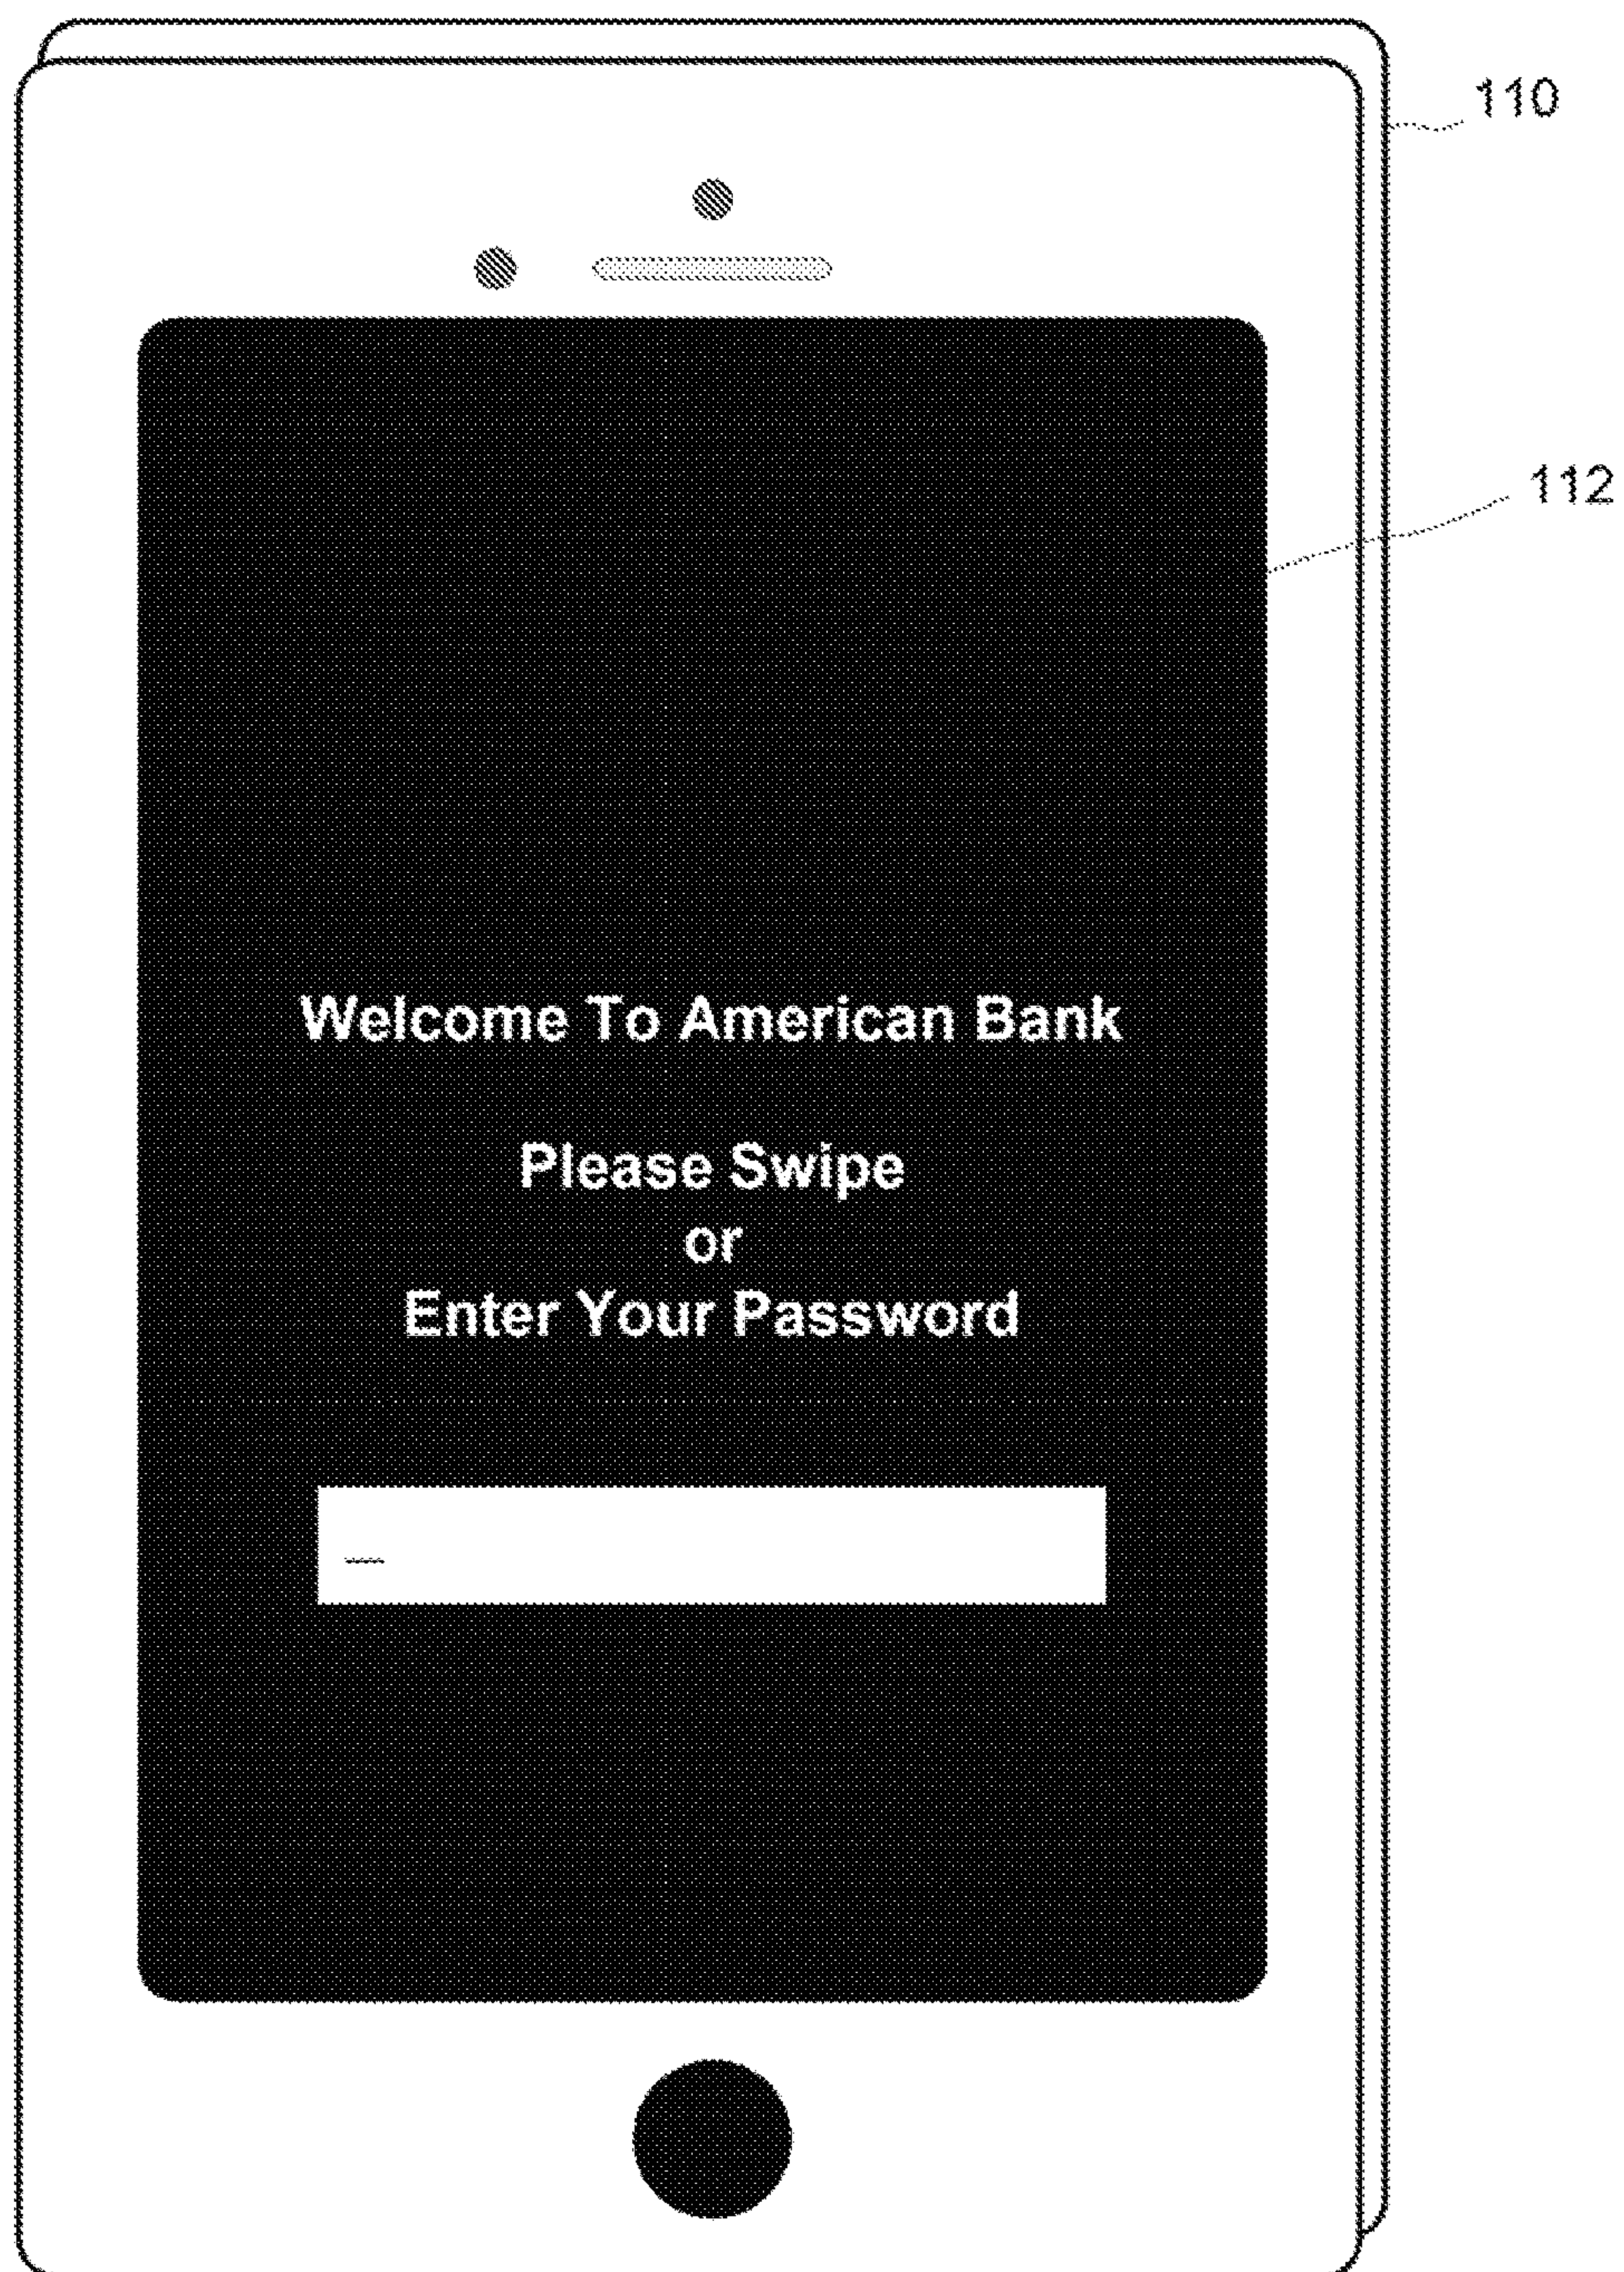 110
112
Welcome To American Bank
Please Swipe
or
Enter Your Password
_